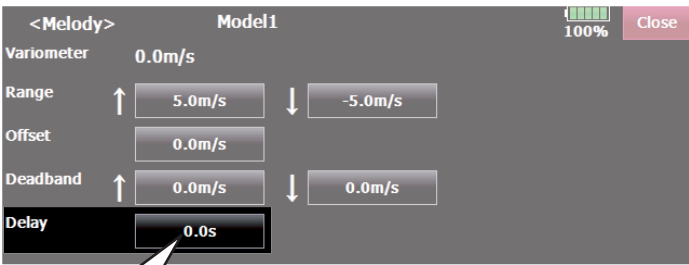 <Melody> Model1 100% Close
Variometer 0.0m/s
Range ↑ 5.0m/s ↓ -5.0m/s
Offset 0.0m/s
Deadband ↑ 0.0m/s ↓ 0.0m/s
Delay 0.0s